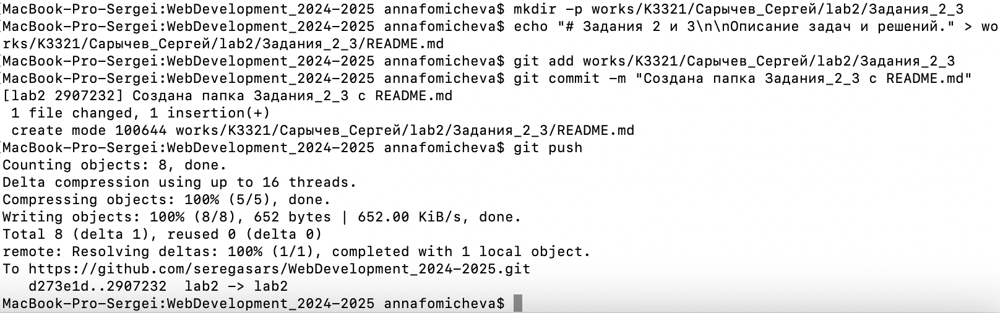 MacBook-Pro-Sergei:WebDevelopment_2024-2025 annafomicheva$ mkdir -p works/K3321/Сарычев_Сергей/lab2/Задания_2_3
MacBook-Pro-Sergei:WebDevelopment_2024-2025 annafomicheva$ echo "# Задания 2 и 3\n\nОписание задач и решений." > wo
rks/K3321/Сарычев_Сергей/lab2/Задания_2_3/README.md
MacBook-Pro-Sergei:WebDevelopment_2024-2025 annafomicheva$ git add works/K3321/Сарычев_Сергей/lab2/Задания_2_3
MacBook-Pro-Sergei:WebDevelopment_2024-2025 annafomicheva$ git commit -m "Создана папка Задания_2_3 с README.md"
[lab2 2907232] Создана папка Задания_2_3 с README.md
 1 file changed, 1 insertion(+)
 create mode 100644 works/K3321/Сарычев_Сергей/lab2/Задания_2_3/README.md
MacBook-Pro-Sergei:WebDevelopment_2024-2025 annafomicheva$ git push
Counting objects: 8, done.
Delta compression using up to 16 threads.
Compressing objects: 100% (5/5), done.
Writing objects: 100% (8/8), 652 bytes | 652.00 KiB/s, done.
Total 8 (delta 1), reused 0 (delta 0)
remote: Resolving deltas: 100% (1/1), completed with 1 local object.
To https://github.com/seregasars/WebDevelopment_2024-2025.git
   d273e1d..2907232  lab2 -> lab2
MacBook-Pro-Sergei:WebDevelopment_2024-2025 annafomicheva$